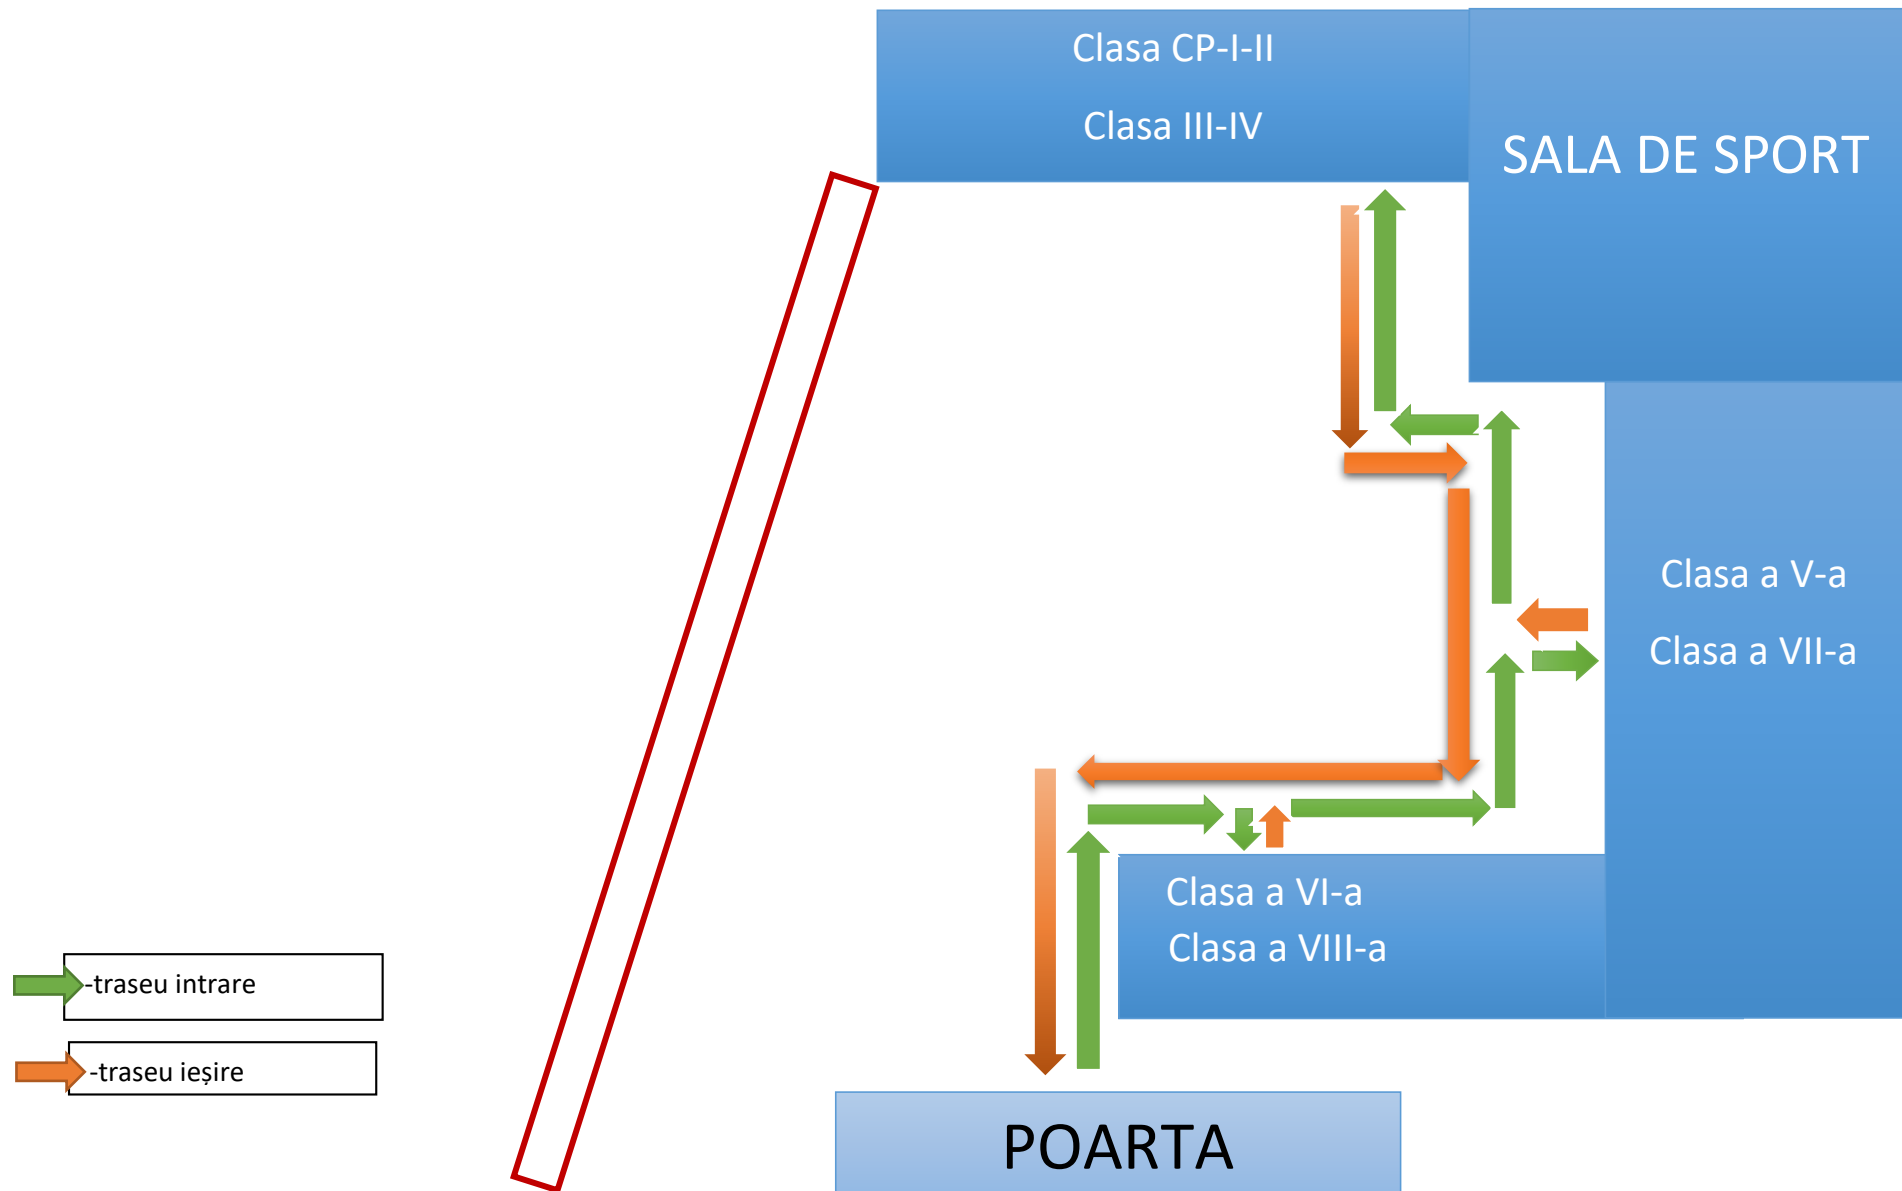 Clasa CP-I-II
Clasa III-IV
SALA DE SPORT
Clasa a V-a
Clasa a VII-a
Clasa a VI-a
Clasa a VIII-a
-traseu intrare
-traseu ieșire
POARTA